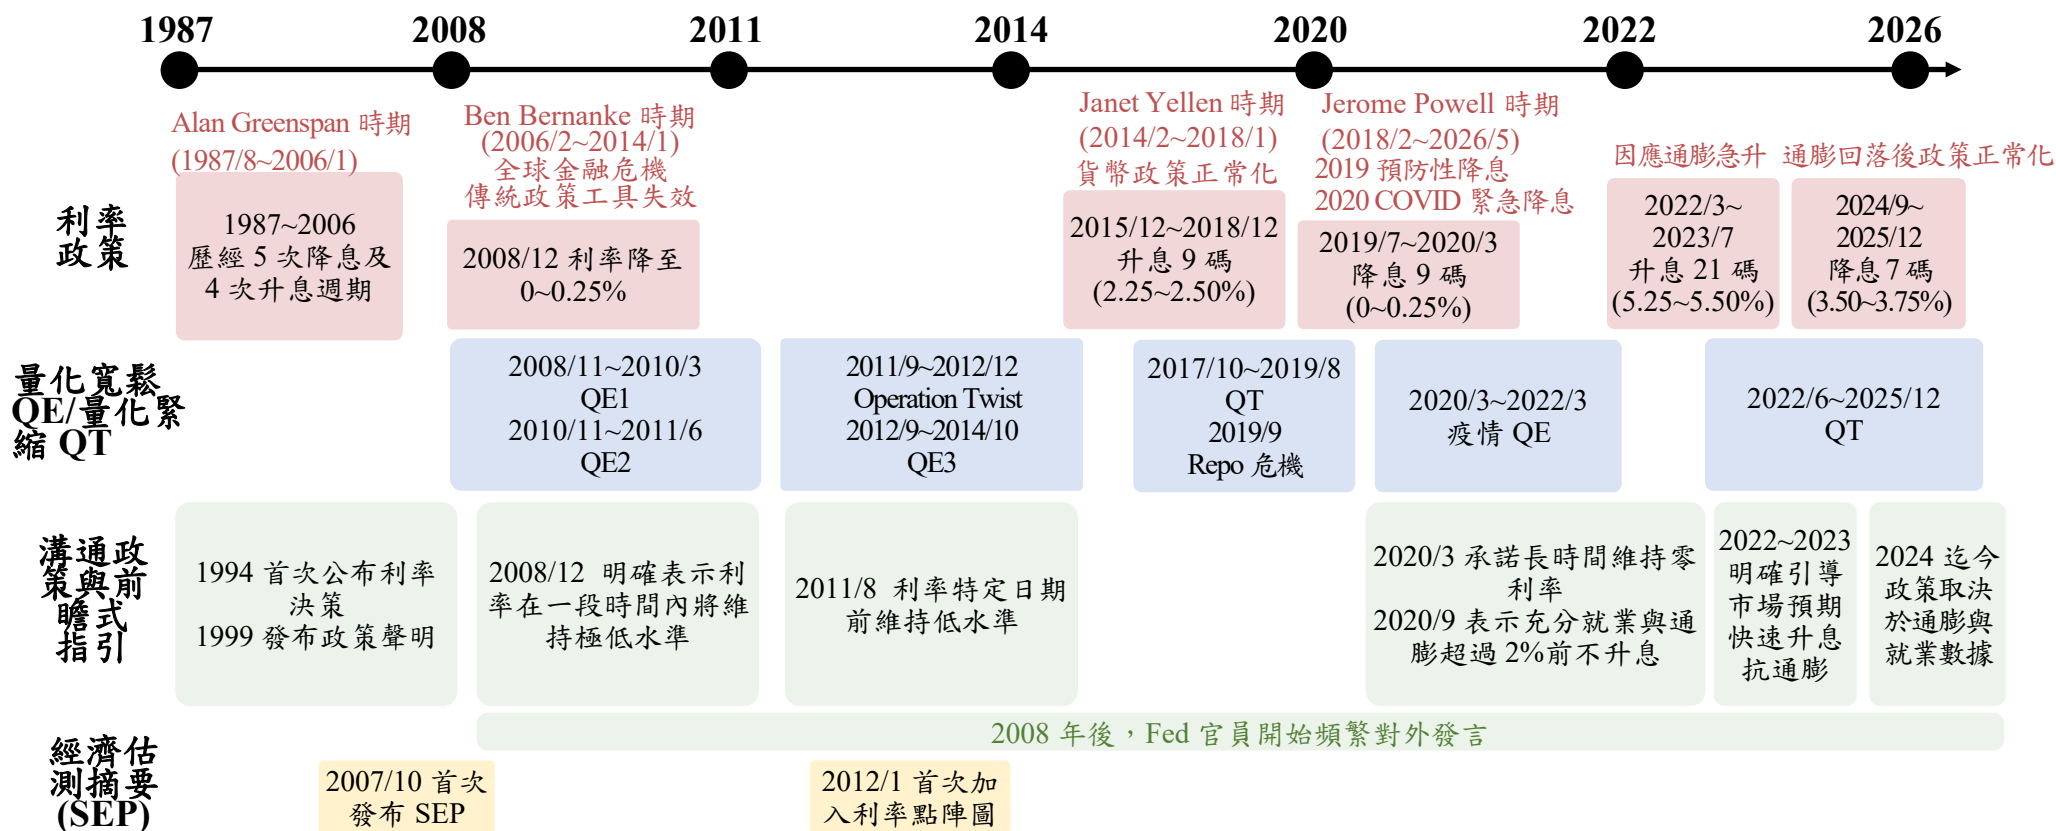 1987
2008
2011
2014
2020
2022
2026
Alan Greenspan 時期
(1987/8~2006/1)
Ben Bernanke 時期
(2006/2~2014/1)
全球金融危機
傳統政策工具失效
Janet Yellen 時期
(2014/2~2018/1)
貨幣政策正常化
Jerome Powell 時期
(2018/2~2026/5)
2019 預防性降息
2020 COVID 緊急降息
因應通膨急升
通膨回落後政策正常化
利率
政策
1987~2006
歷經 5 次降息及
4 次升息週期
2008/12 利率降至
0~0.25%
2015/12~2018/12
升息 9 碼
(2.25~2.50%)
2019/7~2020/3
降息 9 碼
(0~0.25%)
2022/3~
2023/7
升息 21 碼
(5.25~5.50%)
2024/9~
2025/12
降息 7 碼
(3.50~3.75%)
量化寬鬆
QE/量化緊
縮 QT
2008/11~2010/3
QE1
2010/11~2011/6
QE2
2011/9~2012/12
Operation Twist
2012/9~2014/10
QE3
2017/10~2019/8
QT
2019/9
Repo 危機
2020/3~2022/3
疫情 QE
2022/6~2025/12
QT
溝通政
策與前
瞻式
指引
1994 首次公布利率
決策
1999 發布政策聲明
2008/12 明確表示利
率在一段時間內將維
持極低水準
2011/8 利率特定日期
前維持低水準
2020/3 承諾長時間維持零
利率
2020/9 表示充分就業與通
膨超過 2%前不升息
2022~2023
明確引導
市場預期
快速升息
抗通膨
2024 迄今
政策取決
於通膨與
就業數據
2008 年後，Fed 官員開始頻繁對外發言
經濟估
測摘要
(SEP)
2007/10 首次
發布 SEP
2012/1 首次加
入利率點陣圖